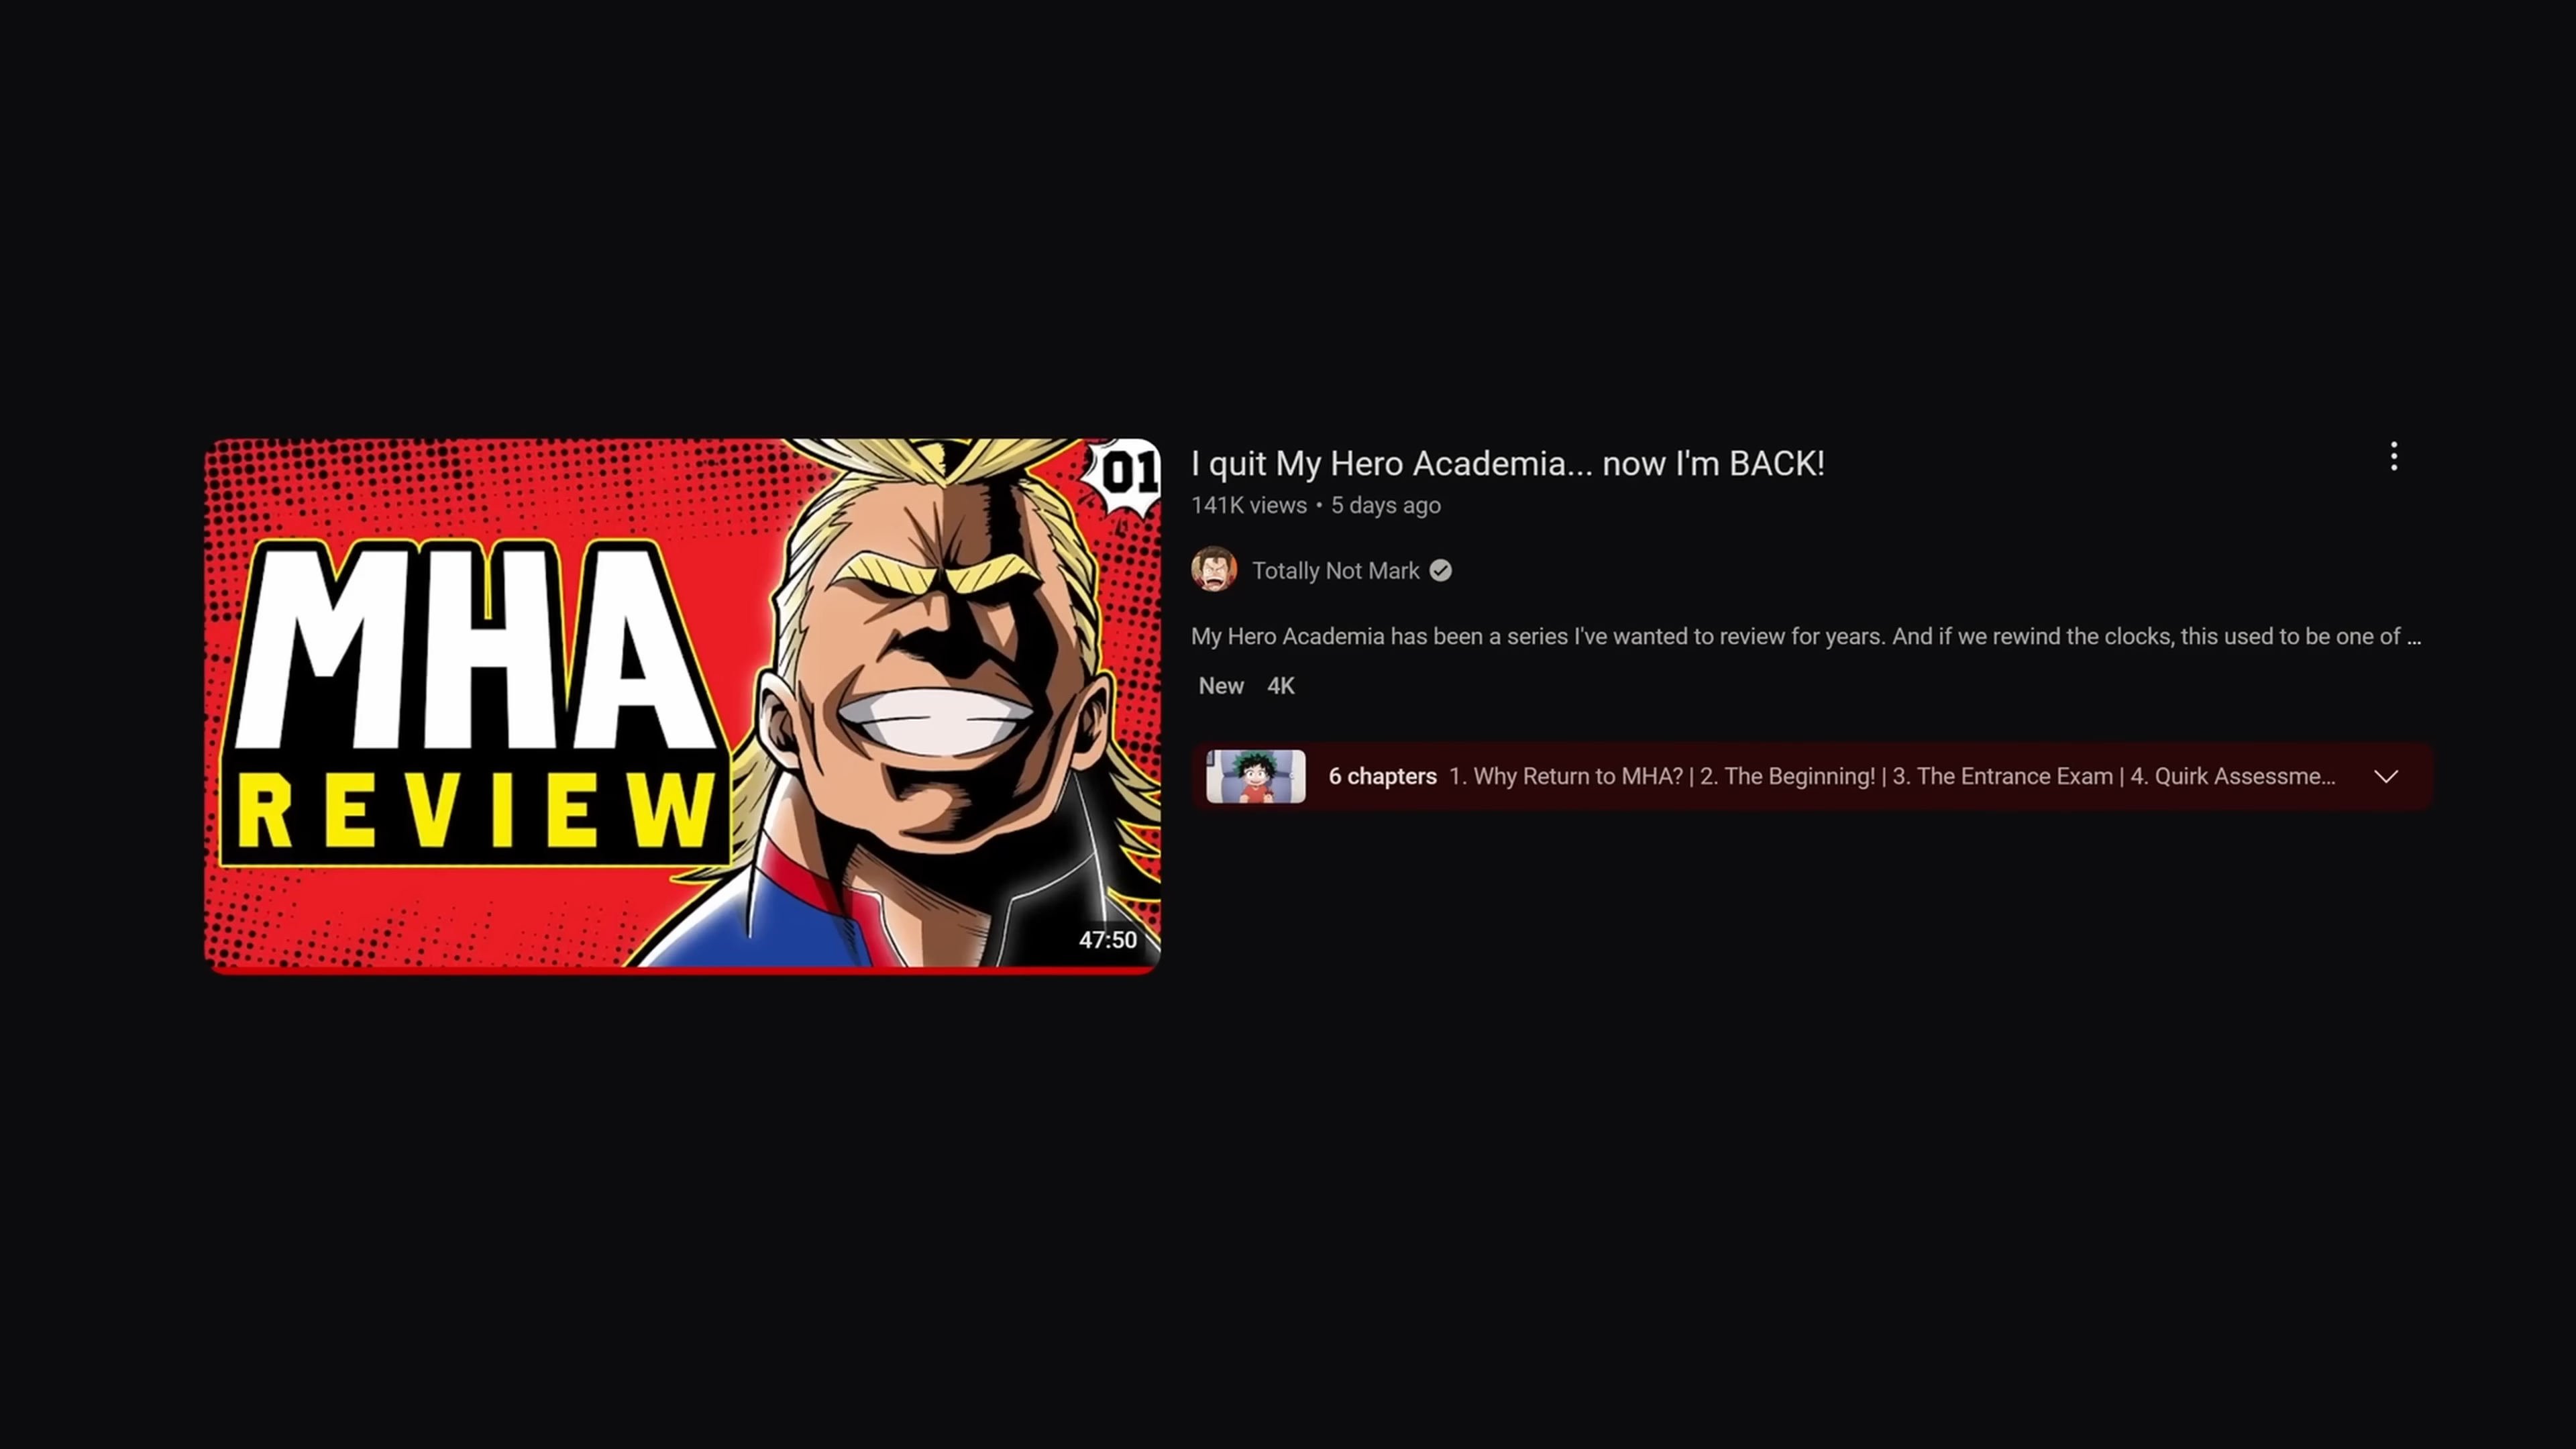 01
MHA
REVIEW
47:50
I quit My Hero Academia... now I'm BACK!
141K views • 5 days ago
Totally Not Mark
My Hero Academia has been a series I've wanted to review for years. And if we rewind the clocks, this used to be one of ...
New 4K
6 chapters 1. Why Return to MHA? | 2. The Beginning! | 3. The Entrance Exam | 4. Quirk Assessme...